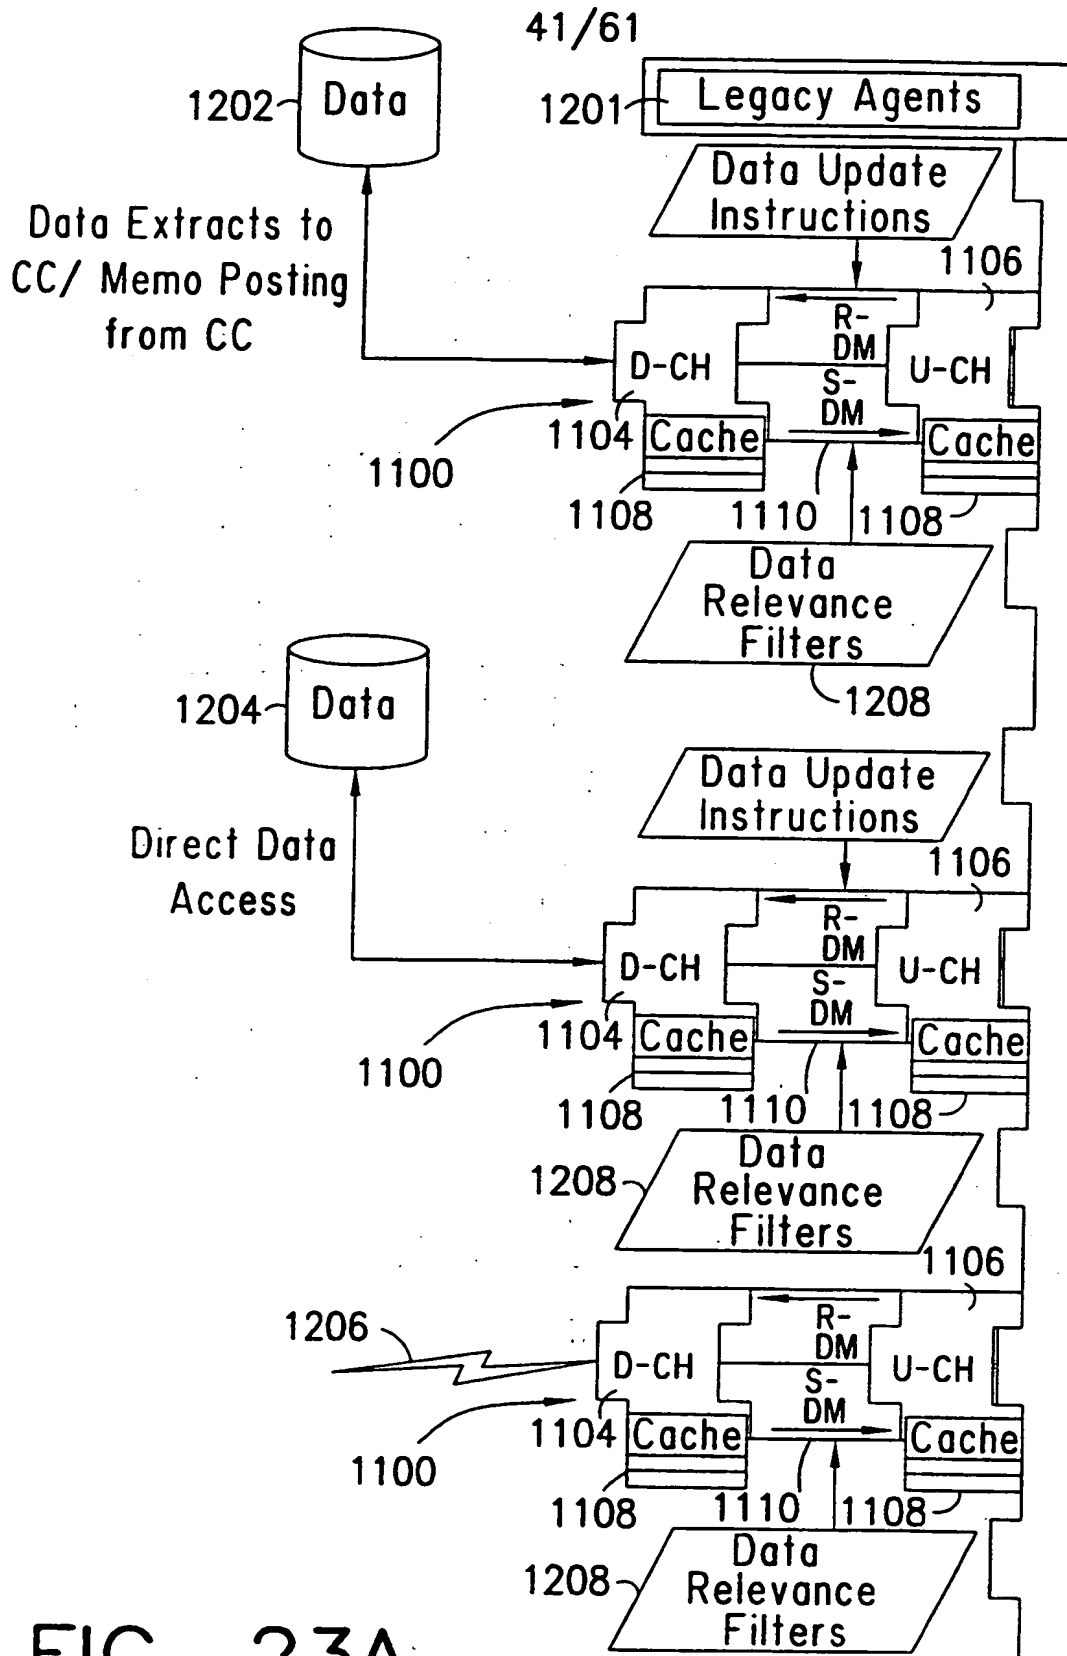 41/61
1202
Data
1201
Legacy Agents
Data Update
Instructions
Data Extracts to
CC/ Memo Posting
from CC
1106
R-
DM
D-CH
U-CH
S-
DM
1104
Cache
Cache
1100
1108
1110
1108
Data
Relevance
Filters
1208
1204
Data
Data Update
Instructions
Direct Data
Access
1106
R-
DM
D-CH
U-CH
S-
DM
1104
Cache
Cache
1100
1108
1110
1108
1208
Data
Relevance
Filters
1106
1206
R-
DM
D-CH
U-CH
S-
DM
1104
Cache
Cache
1100
1108
1110
1108
1208
Data
Relevance
Filters
FIG. 23A